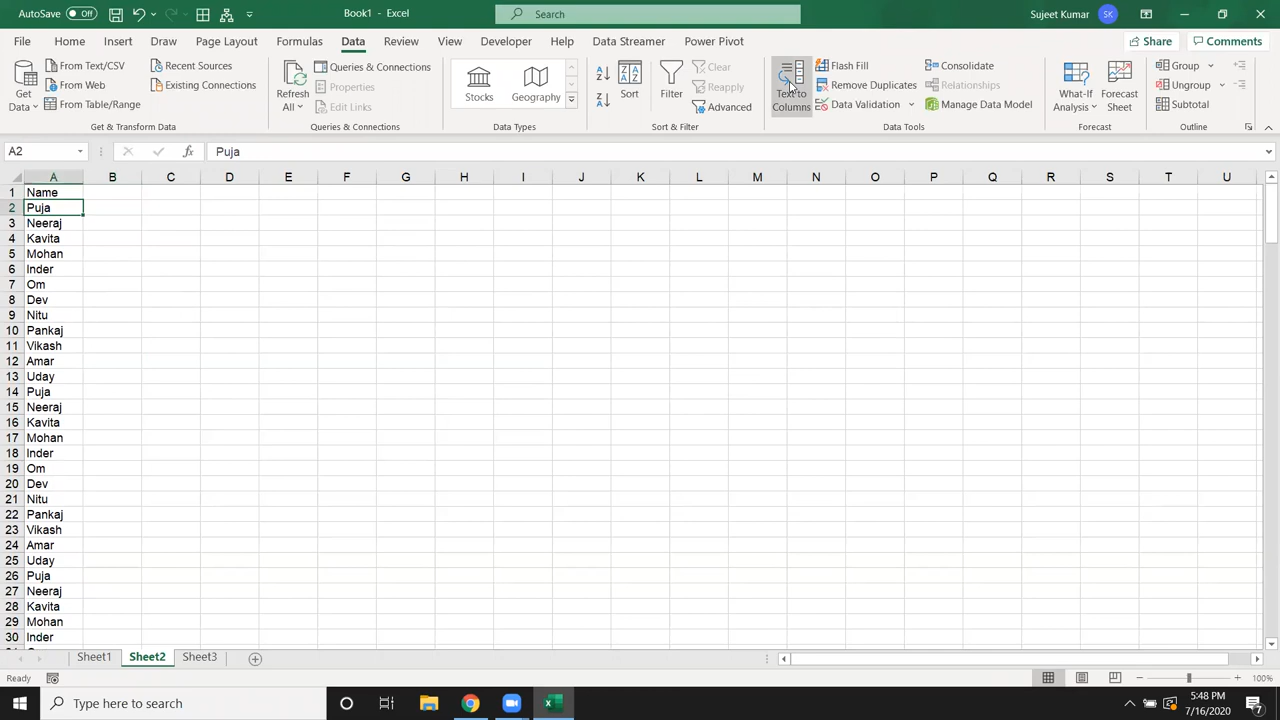 AutoSave Off Book1 - Excel Search Sujeet Kumar SK
File Home Insert Draw Page Layout Formulas Data Review View Developer Help Data Streamer Power Pivot Share Comments
Get Data
From Text/CSV
From Web
From Table/Range
Recent Sources
Existing Connections
Get & Transform Data
Refresh All
Queries & Connections
Properties
Edit Links
Queries & Connections
Stocks
Geography
Data Types
Sort
Filter
Clear
Reapply
Advanced
Sort & Filter
Text to Columns
Flash Fill
Remove Duplicates
Data Validation
Consolidate
Relationships
Manage Data Model
Data Tools
What-If Analysis
Forecast Sheet
Forecast
Group
Ungroup
Subtotal
Outline
A2 fx Puja
A B C D E F G H I J K L M N O P Q R S T U
1 Name
2 Puja
3 Neeraj
4 Kavita
5 Mohan
6 Inder
7 Om
8 Dev
9 Nitu
10 Pankaj
11 Vikash
12 Amar
13 Uday
14 Puja
15 Neeraj
16 Kavita
17 Mohan
18 Inder
19 Om
20 Dev
21 Nitu
22 Pankaj
23 Vikash
24 Amar
25 Uday
26 Puja
27 Neeraj
28 Kavita
29 Mohan
30 Inder
Sheet1 Sheet2 Sheet3
Ready 100%
Type here to search
5:48 PM
7/16/2020
7